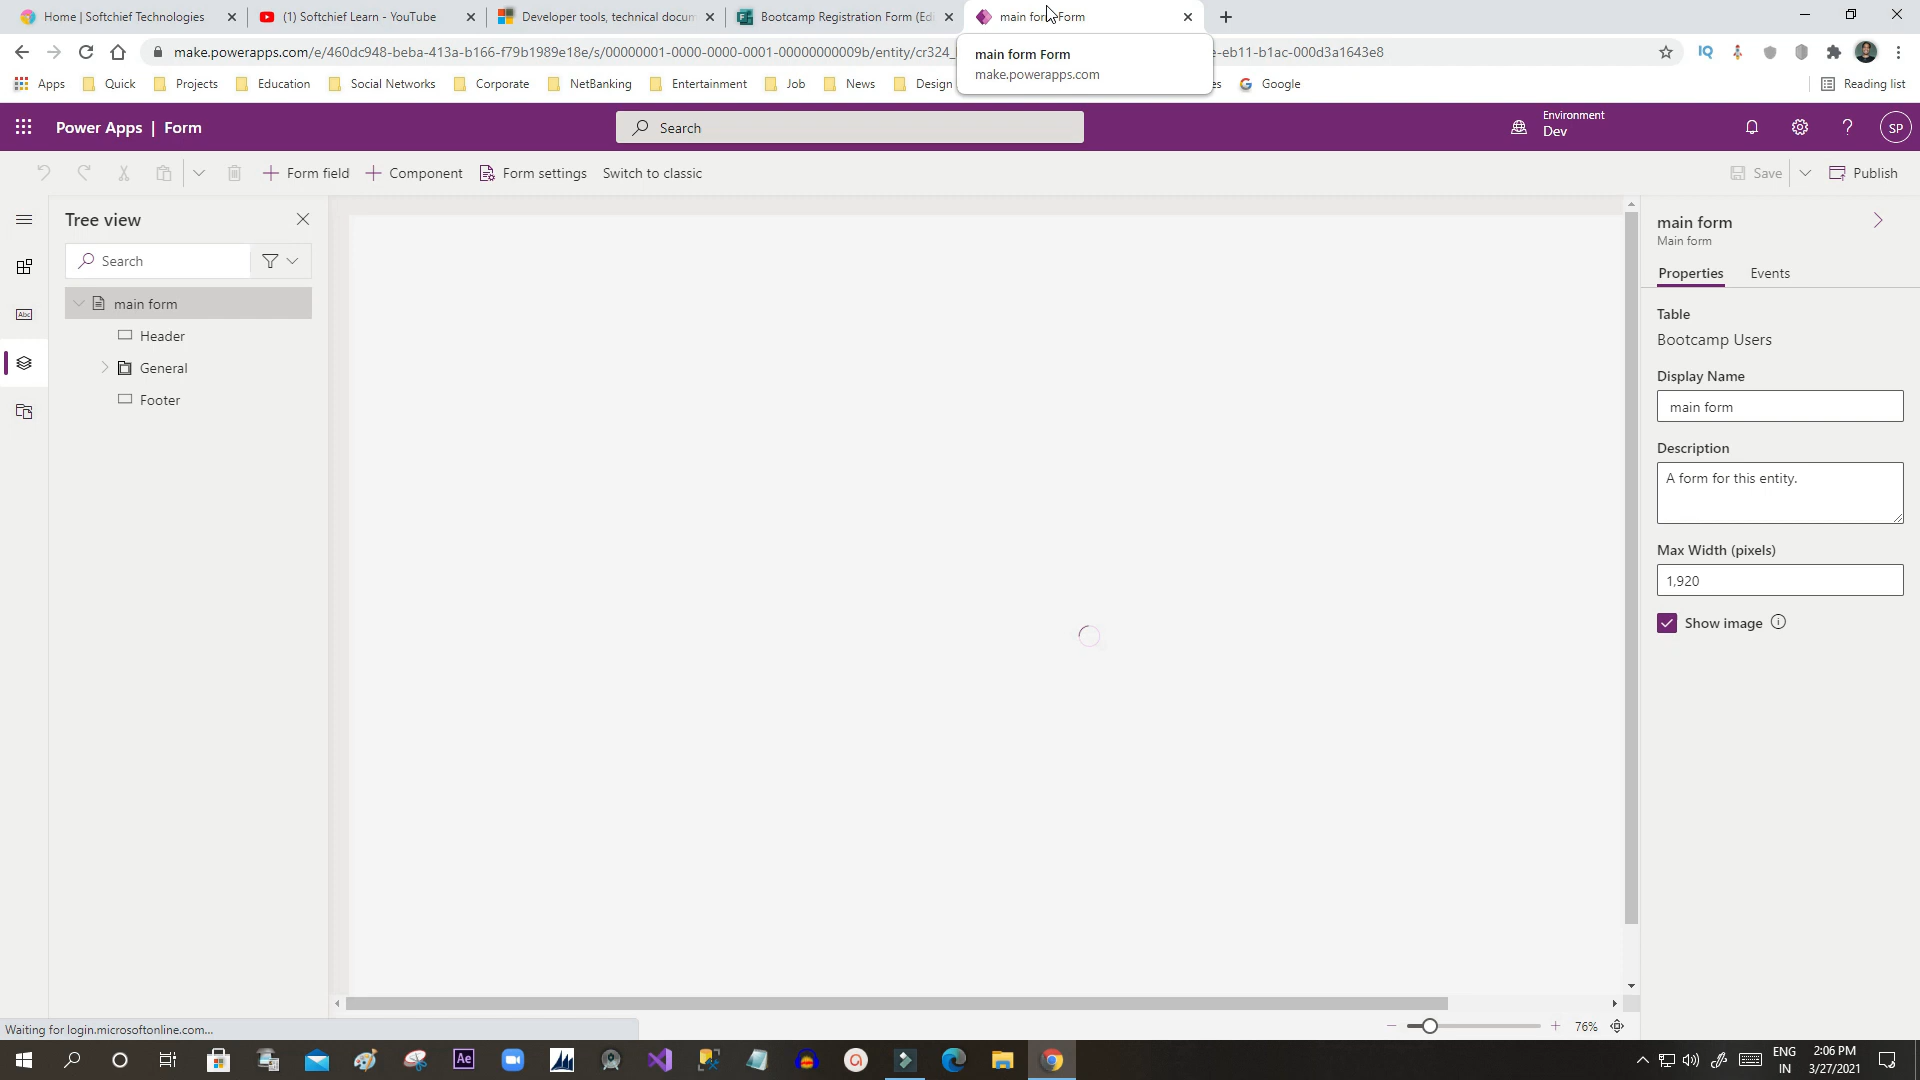 Home | Softchief Technologies
(1) Softchief Learn - YouTube
Developer tools, technical docum
Bootcamp Registration Form (Edi
main form Form
make.powerapps.com/e/460dc948-beba-413a-b166-f79b1989e18e/s/00000001-0000-0000-0001-00000000009b/entity/cr324_
e-eb11-b1ac-000d3a1643e8
main form Form
make.powerapps.com
Apps
Quick
Projects
Education
Social Networks
Corporate
NetBanking
Entertainment
Job
News
Design
es
Google
Reading list
Power Apps | Form
Search
Environment
Dev
SP
Form field
Component
Form settings
Switch to classic
Save
Publish
Tree view
Search
main form
Header
General
Footer
main form
Main form
Properties
Events
Table
Bootcamp Users
Display Name
main form
Description
A form for this entity.
Max Width (pixels)
1,920
Show image
Abc
76%
Waiting for login.microsoftonline.com...
Ae
ENG
IN
2:06 PM
3/27/2021